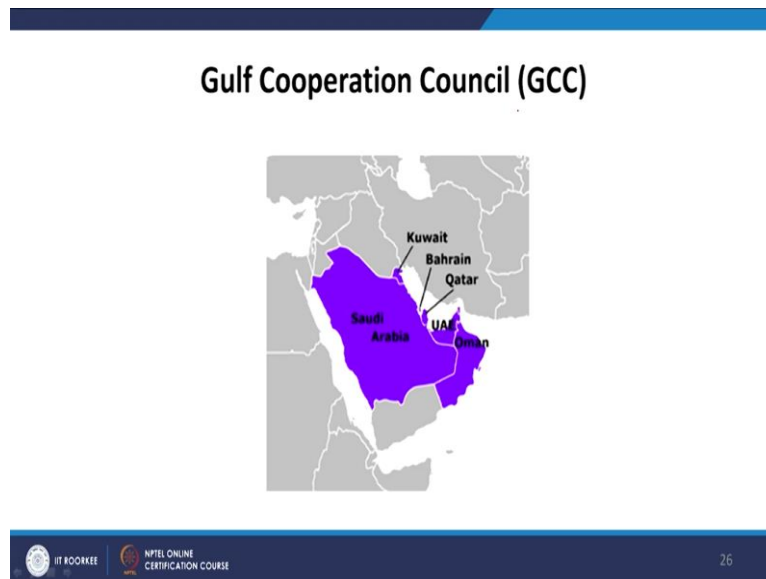 Gulf Cooperation Council (GCC)
Kuwait
Bahrain
Qatar
Saudi
Arabia
UAE
Oman
IIT ROORKEE
NPTEL ONLINE
CERTIFICATION COURSE
26